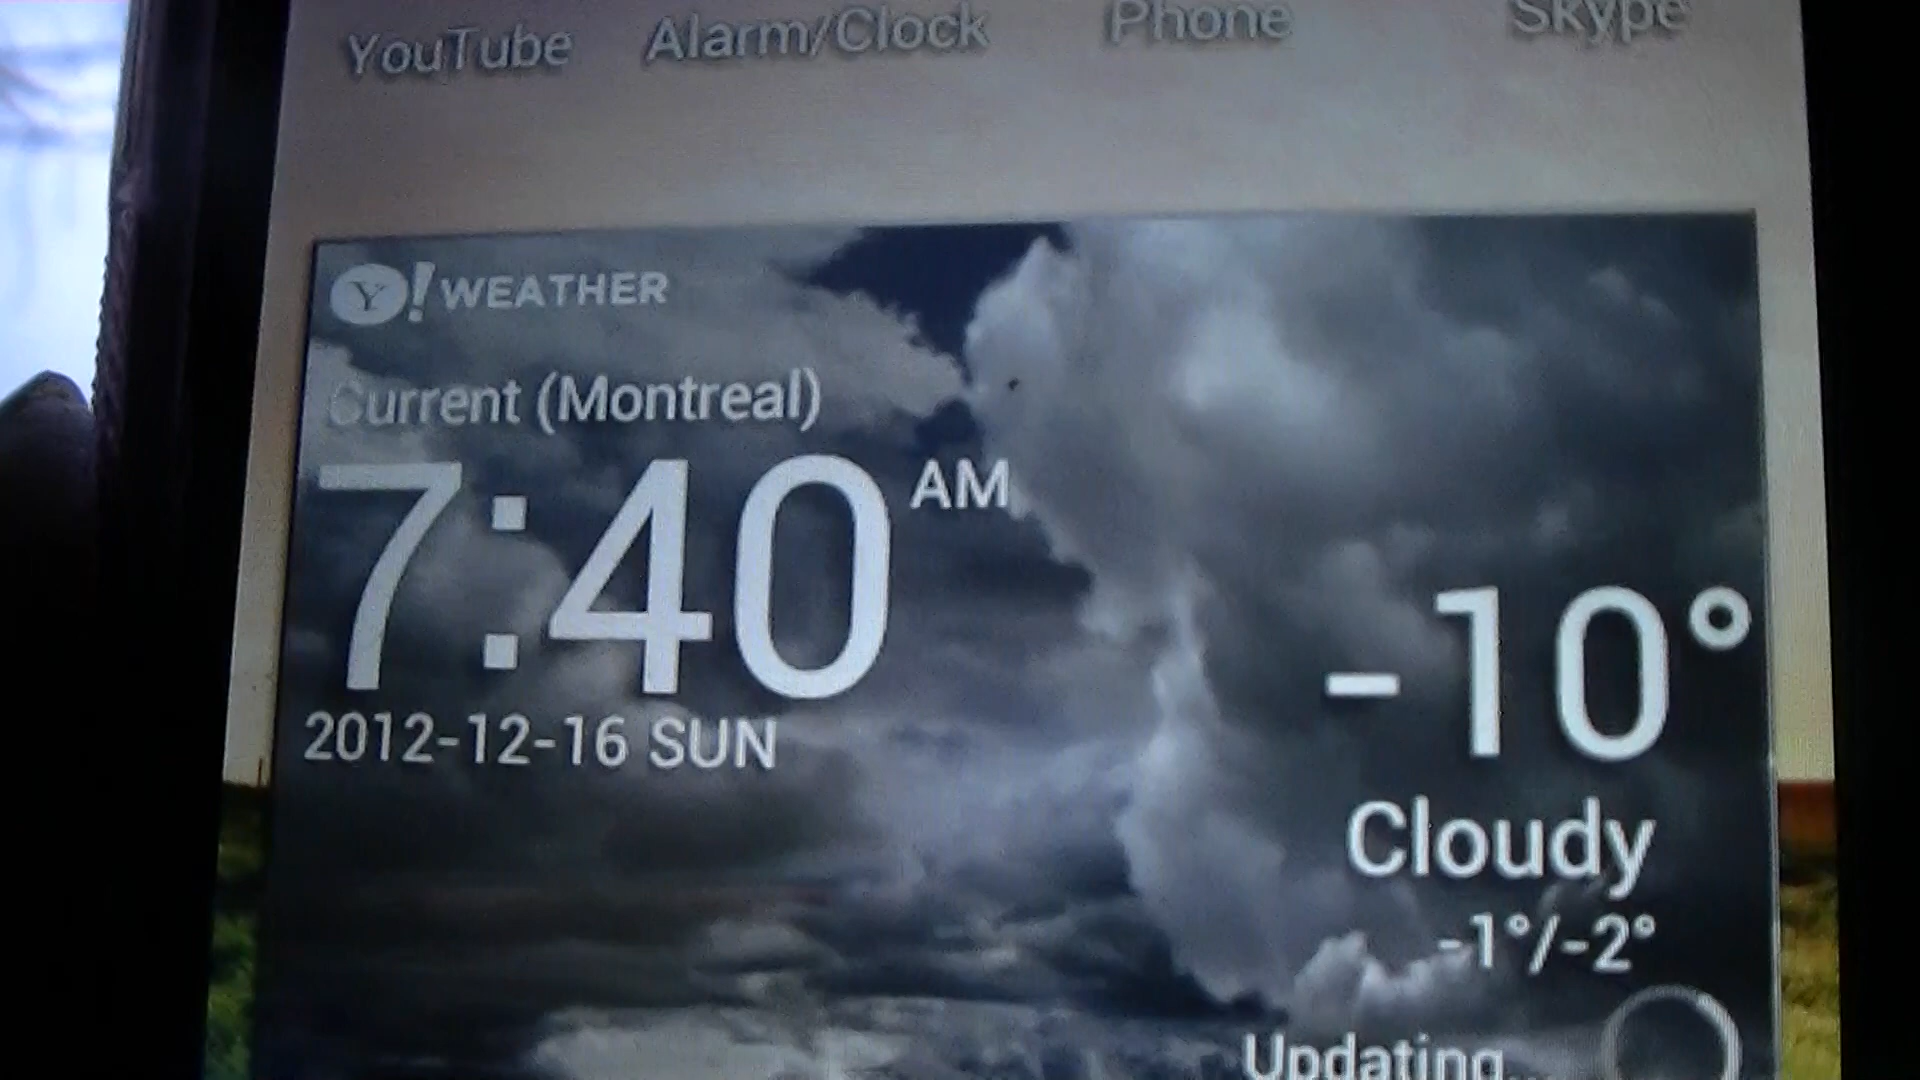 YouTube Alarm/Clock Phone Skype
Y! WEATHER
Current (Montreal)
7:40 AM
2012-12-16 SUN
-10°
Cloudy
-1°/-2°
Updating...